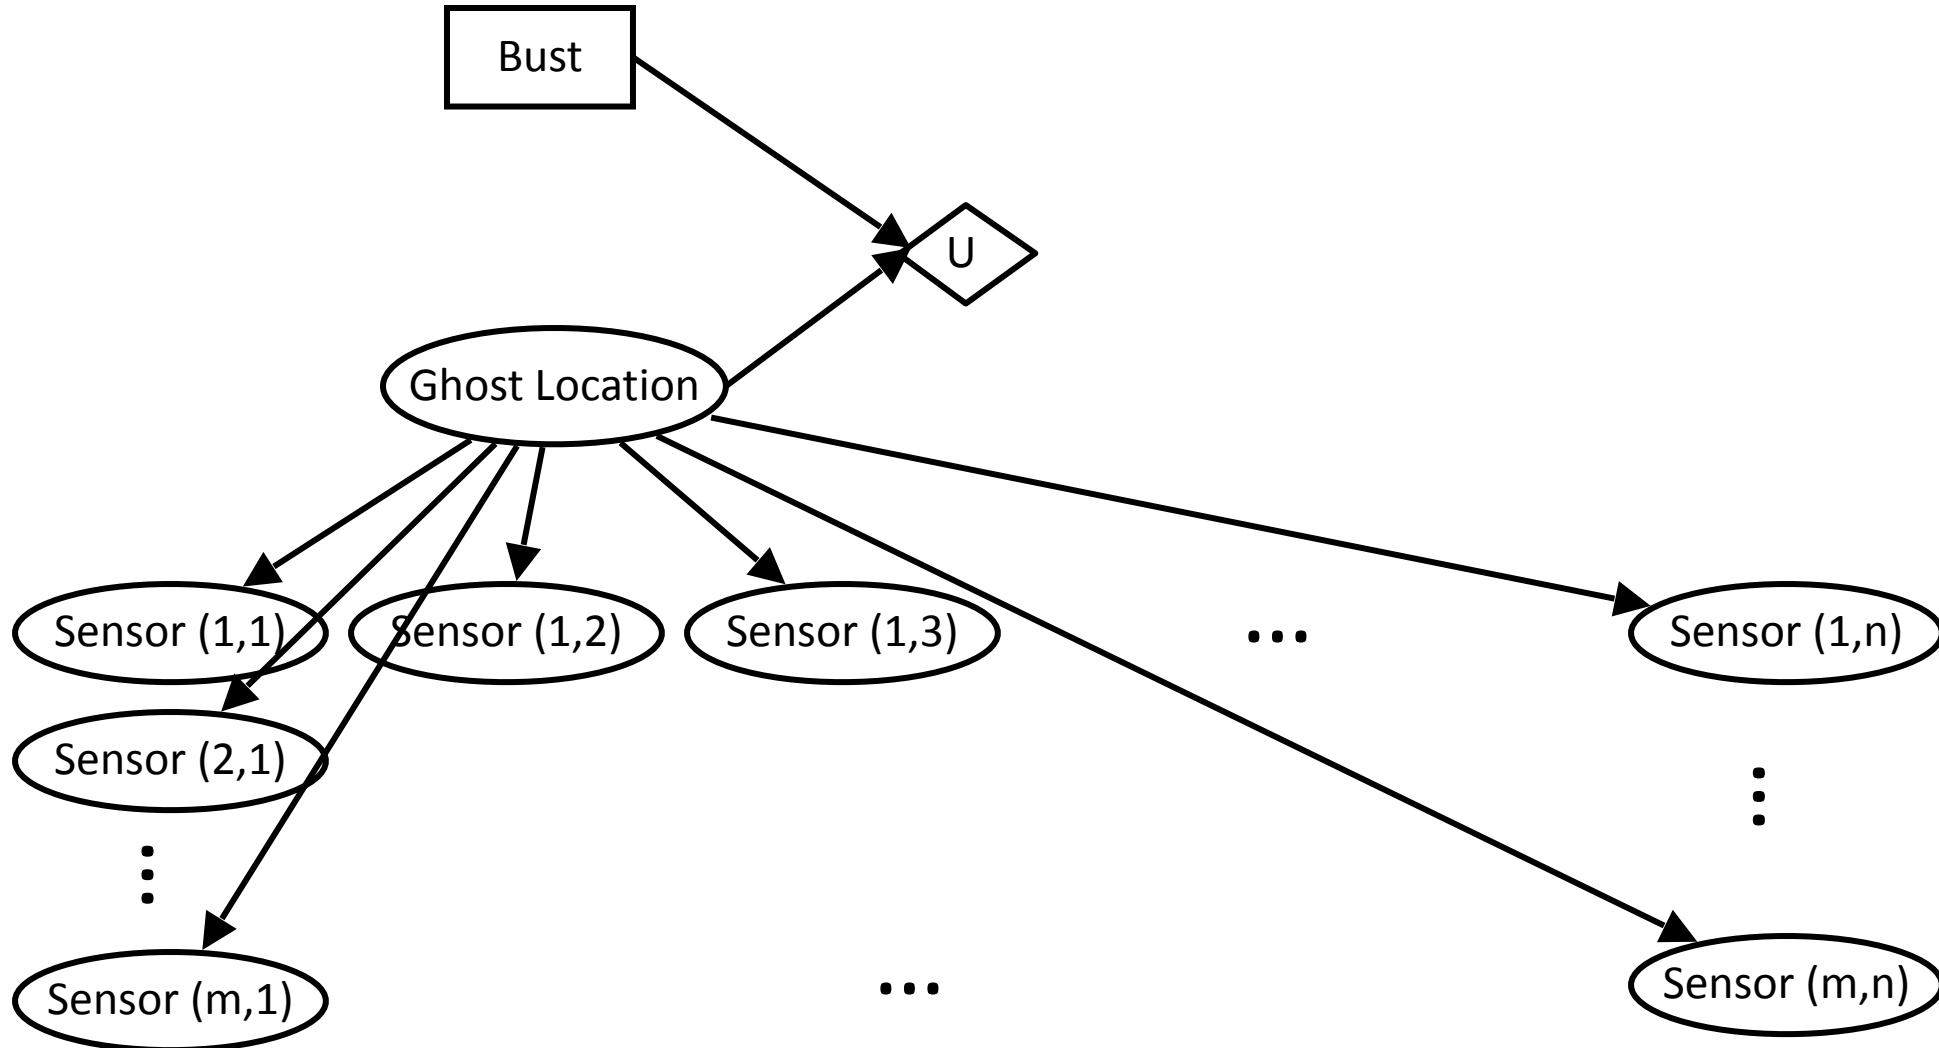 Bust
U
Ghost Location
Sensor (1,1)
Sensor (1,2)
Sensor (1,3)
...
Sensor (1,n)
Sensor (2,1)
...
...
Sensor (m,1)
...
Sensor (m,n)